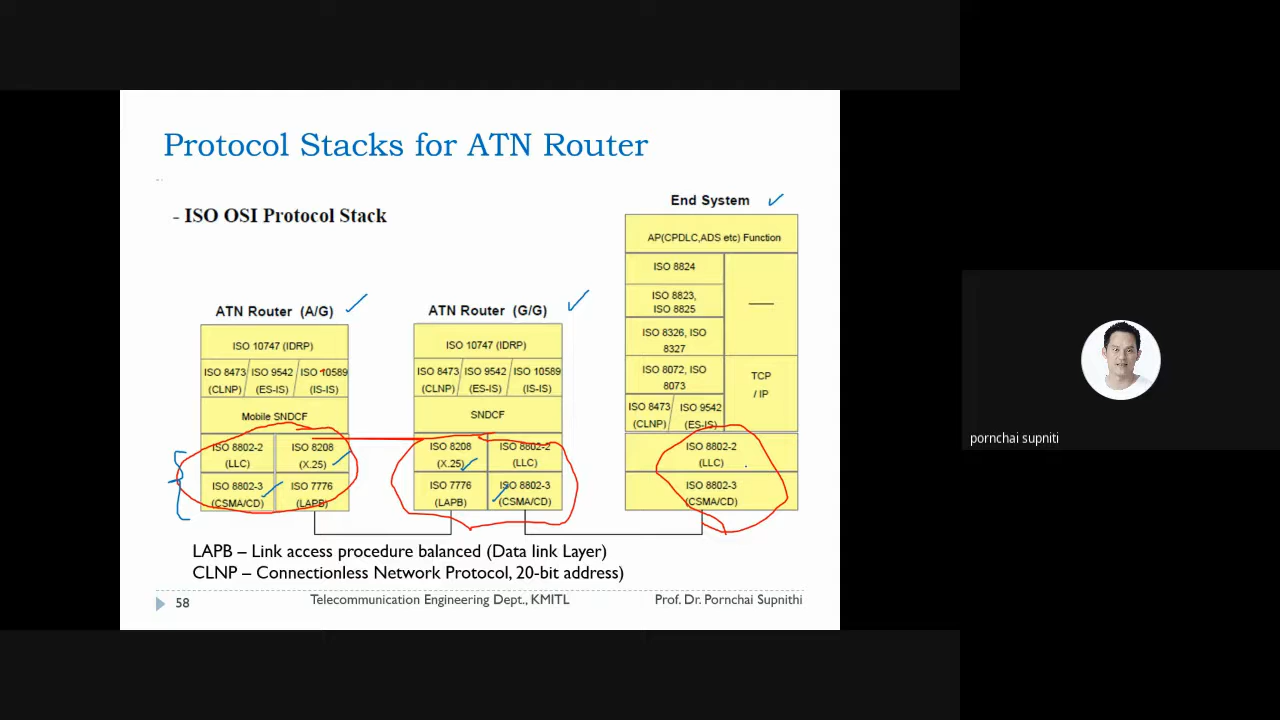 Protocol Stacks for ATN Router
- ISO OSI Protocol Stack
End System
AP(CPDLC,ADS etc) Function
ISO 8824
ISO 8823,
ISO 8825
ISO 8326, ISO
8327
ISO 8072, ISO
8073
TCP
/ IP
ISO 8473
(CLNP)
ISO 9542
(ES-IS)
ISO 8802-2
(LLC)
ISO 8802-3
(CSMA/CD)
ATN Router (A/G)
ISO 10747 (IDRP)
ISO 8473
(CLNP)
ISO 9542
(ES-IS)
ISO 10589
(IS-IS)
Mobile SNDCF
ISO 8802-2
(LLC)
ISO 8208
(X.25)
ISO 8802-3
(CSMA/CD)
ISO 7776
(LAPB)
ATN Router (G/G)
ISO 10747 (IDRP)
ISO 8473
(CLNP)
ISO 9542
(ES-IS)
ISO 10589
(IS-IS)
SNDCF
ISO 8208
(X.25)
ISO 8802-2
(LLC)
ISO 7776
(LAPB)
ISO 8802-3
(CSMA/CD)
LAPB – Link access procedure balanced (Data link Layer)
CLNP – Connectionless Network Protocol, 20-bit address)
58
Telecommunication Engineering Dept., KMITL
Prof. Dr. Pornchai Supnithi
pornchai supniti